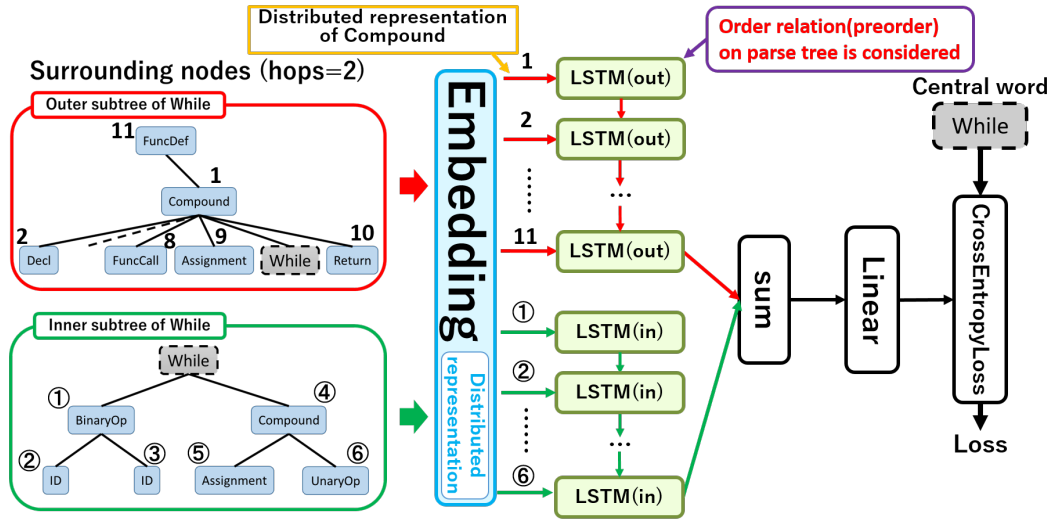 Distributed representation
of Compound
Order relation(preorder)
on parse tree is considered
Surrounding nodes (hops=2)
Outer subtree of While
11
FuncDef
1
Compound
2
8
9
10
Decl
FuncCall
Assignment
While
Return
Inner subtree of While
While
①
BinaryOp
④
Compound
②
ID
③
ID
⑤
Assignment
⑥
UnaryOp
Embedding
Distributed
representation
1
LSTM(out)
2
LSTM(out)
......
...
11
LSTM(out)
①
LSTM(in)
②
LSTM(in)
......
...
⑥
LSTM(in)
sum
Linear
Central word
While
CrossEntropyLoss
Loss